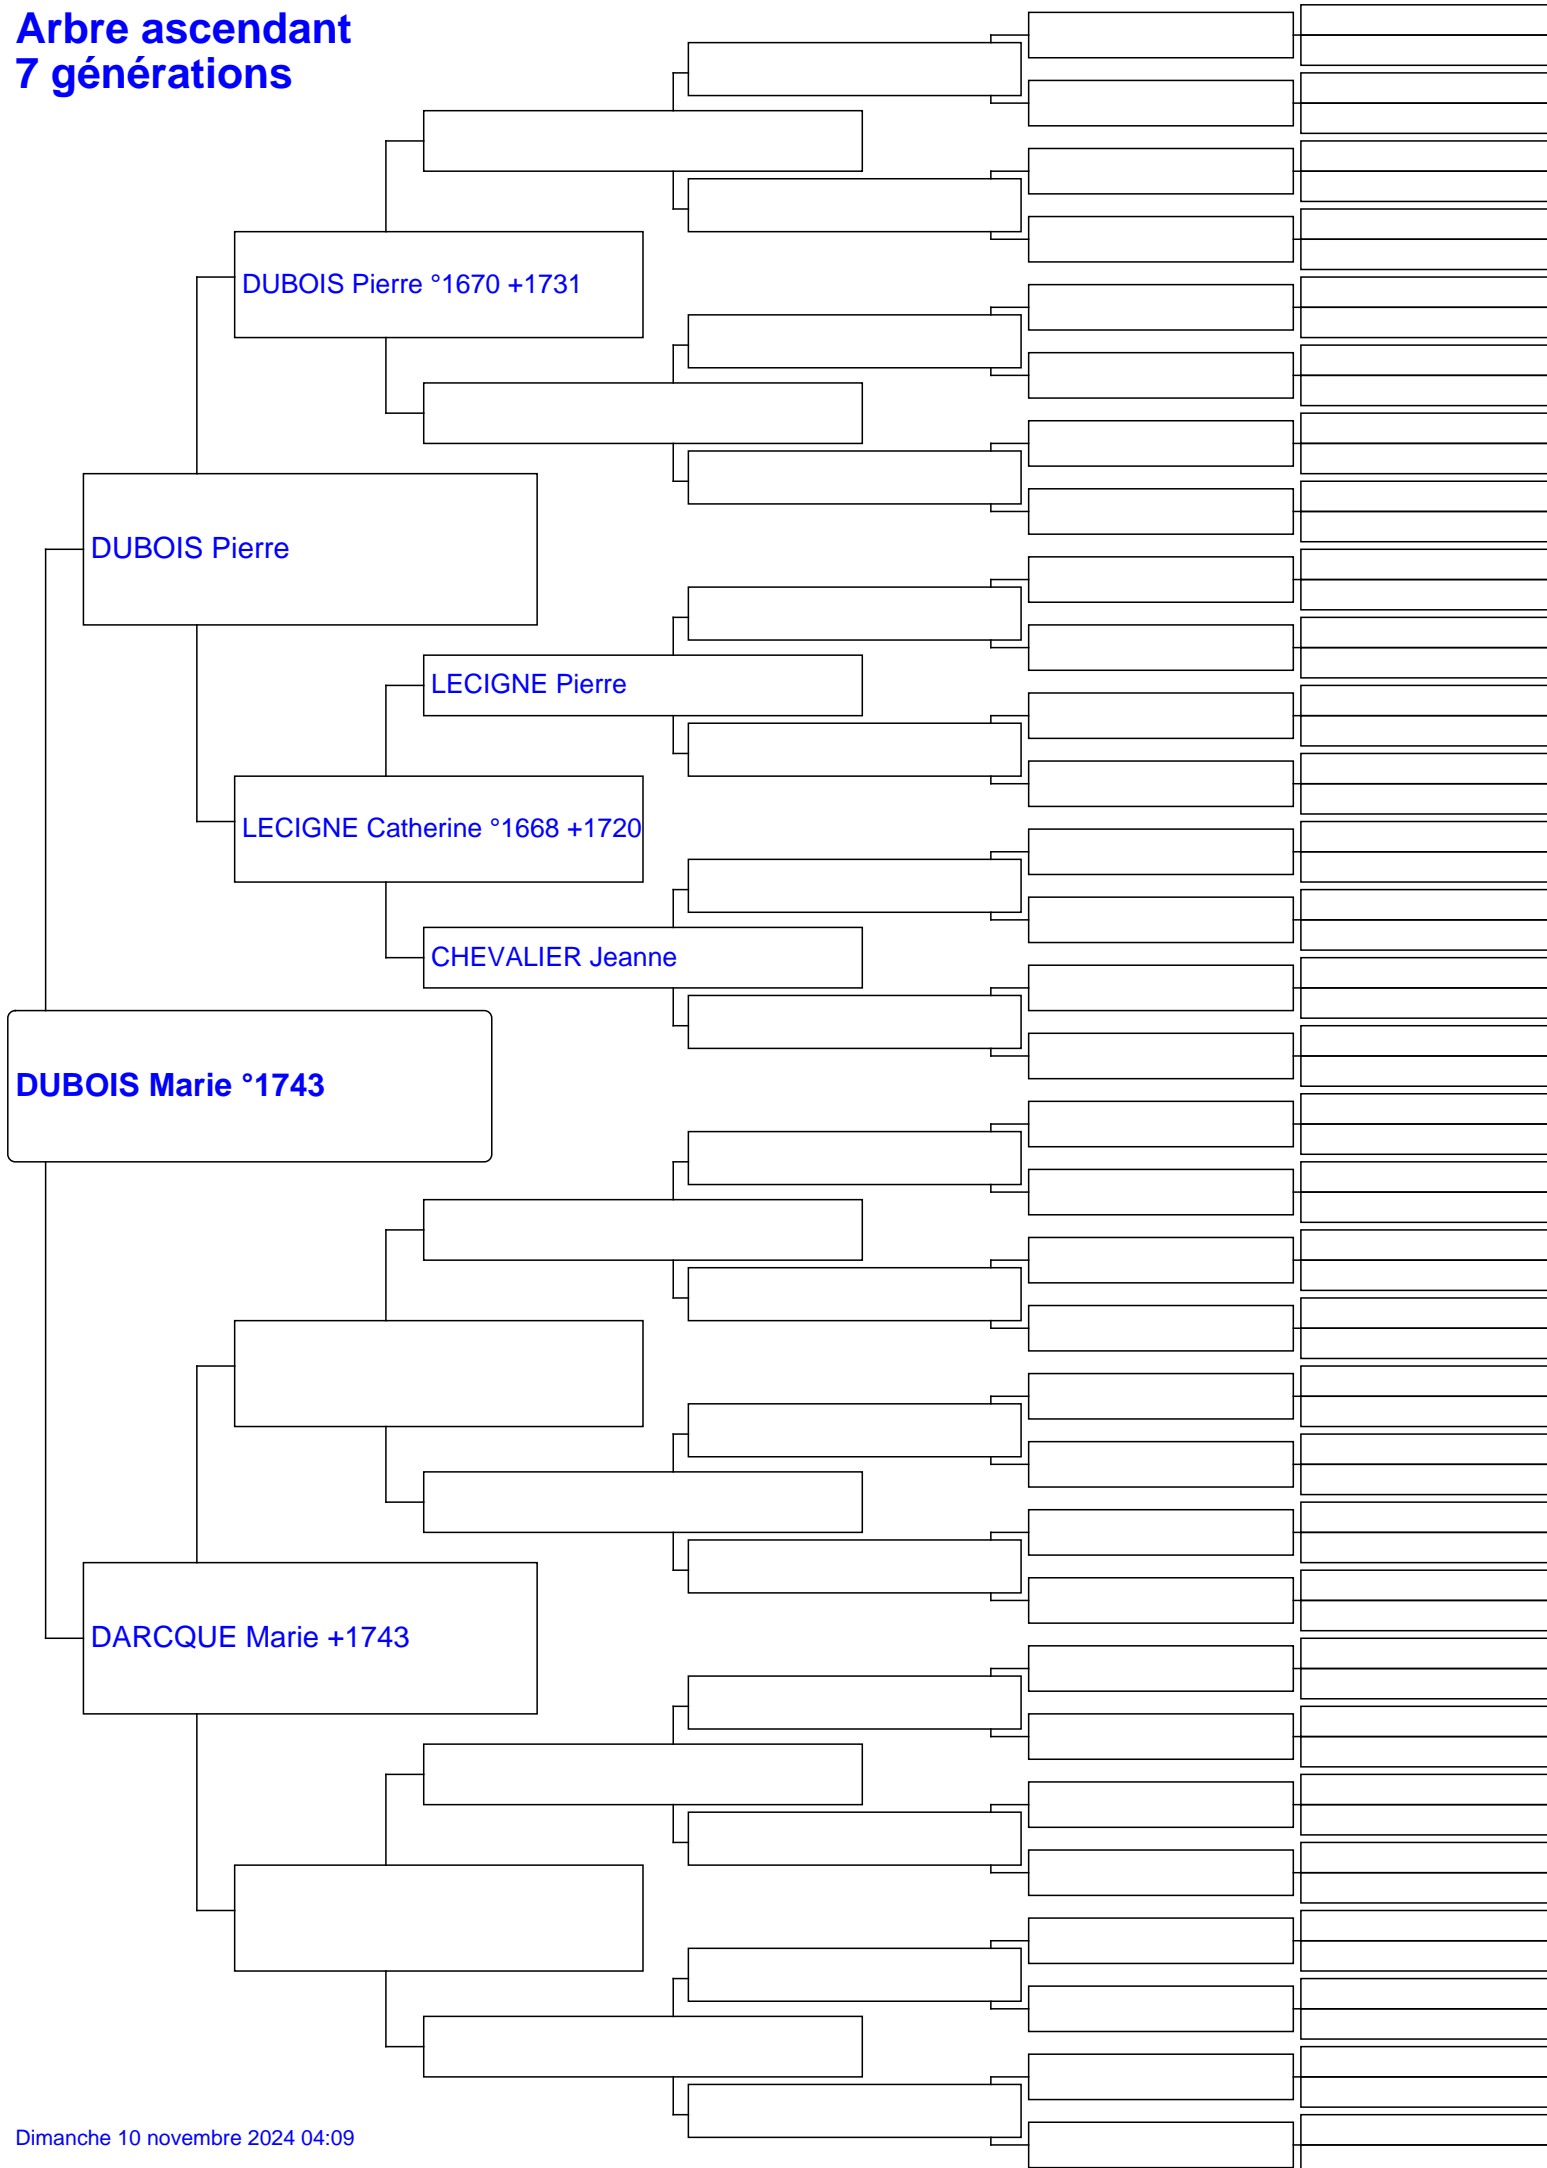 Arbre ascendant
7 générations
DUBOIS Pierre °1670 +1731
DUBOIS Pierre
LECIGNE Pierre
LECIGNE Catherine °1668 +1720
CHEVALIER Jeanne
DUBOIS Marie °1743
DARCQUE Marie +1743
Dimanche 10 novembre 2024 04:09